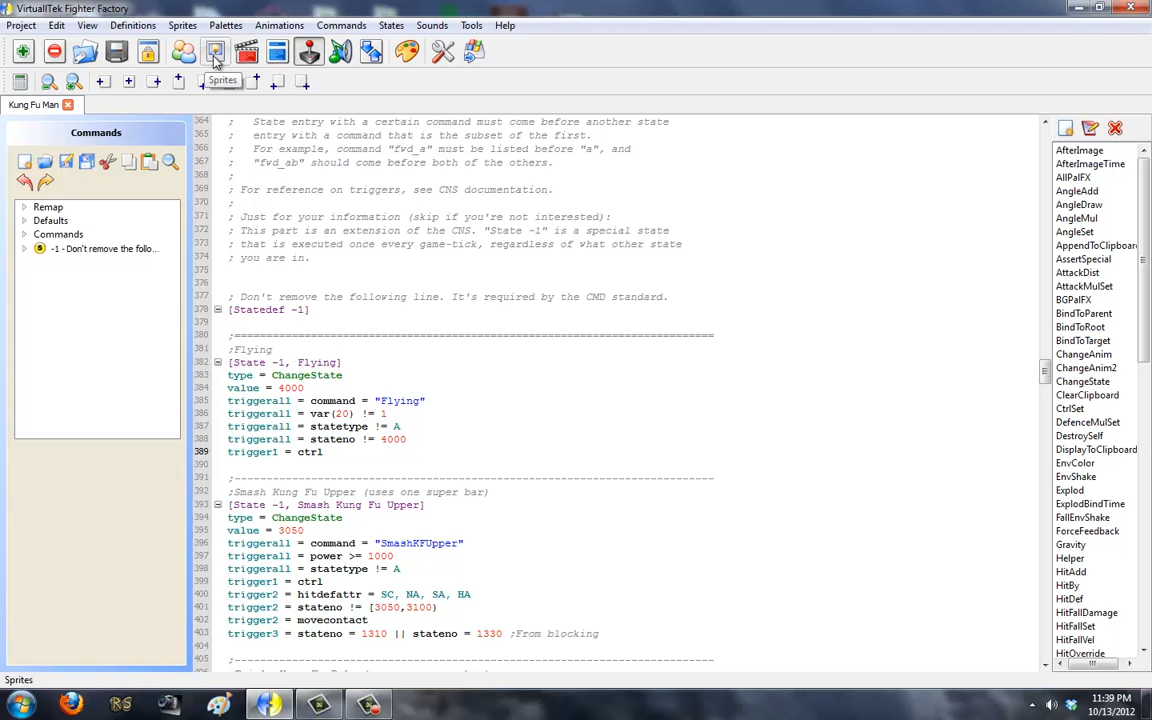 VirtuallTek Fighter Factory
Project Edit View Definitions Sprites Palettes Animations Commands States Sounds Tools Help
Sprites
Kung Fu Man
Commands
Remap
Defaults
Commands
-1 - Don't remove the follo...
364 ; State entry with a certain command must come before another state
365 ; entry with a command that is the subset of the first.
366 ; For example, command "fwd_a" must be listed before "a", and
367 ; "fwd_ab" should come before both of the others.
368 ;
369 ; For reference on triggers, see CNS documentation.
370 ;
371 ; Just for your information (skip if you're not interested):
372 ; This part is an extension of the CNS. "State -1" is a special state
373 ; that is executed once every game-tick, regardless of what other state
374 ; you are in.
375
376
377 ; Don't remove the following line. It's required by the CMD standard.
378 [Statedef -1]
379
380 ;===========================================================================
381 ;Flying
382 [State -1, Flying]
383 type = ChangeState
384 value = 4000
385 triggerall = command = "Flying"
386 triggerall = var(20) != 1
387 triggerall = statetype != A
388 triggerall = stateno != 4000
389 trigger1 = ctrl
390
391 ;---------------------------------------------------------------------------
392 ;Smash Kung Fu Upper (uses one super bar)
393 [State -1, Smash Kung Fu Upper]
394 type = ChangeState
395 value = 3050
396 triggerall = command = "SmashKFUpper"
397 triggerall = power >= 1000
398 triggerall = statetype != A
399 trigger1 = ctrl
400 trigger2 = hitdefattr = SC, NA, SA, HA
401 trigger2 = stateno != [3050,3100)
402 trigger2 = movecontact
403 trigger3 = stateno = 1310 || stateno = 1330 ;From blocking
404
405 ;---------------------------------------------------------------------------
AfterImage
AfterImageTime
AllPalFX
AngleAdd
AngleDraw
AngleMul
AngleSet
AppendToClipboar
AssertSpecial
AttackDist
AttackMulSet
BGPalFX
BindToParent
BindToRoot
BindToTarget
ChangeAnim
ChangeAnim2
ChangeState
ClearClipboard
CtrlSet
DefenceMulSet
DestroySelf
DisplayToClipboard
EnvColor
EnvShake
Explod
ExplodBindTime
FallEnvShake
ForceFeedback
Gravity
Helper
HitAdd
HitBy
HitDef
HitFallDamage
HitFallSet
HitFallVel
HitOverride
Sprites
11:39 PM
10/13/2012